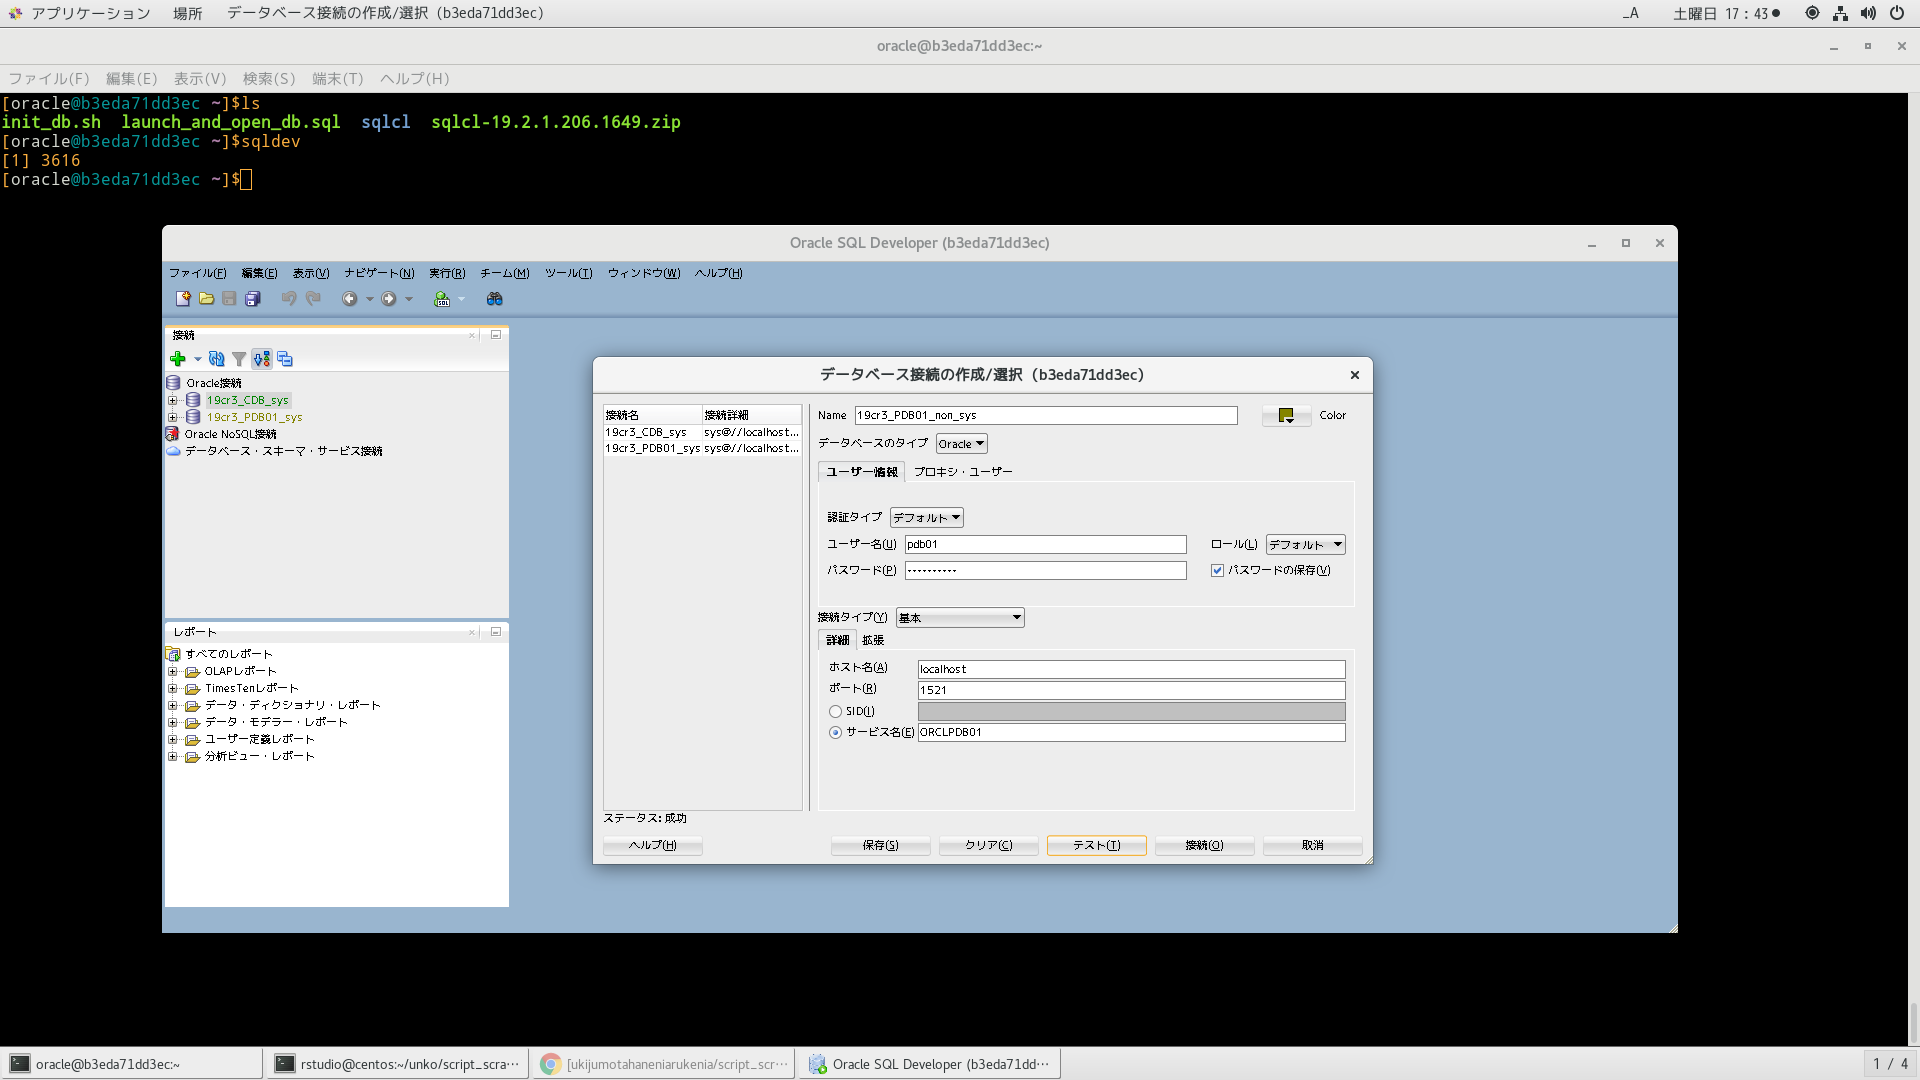 アプリケーション 場所 データベース接続の作成/選択 (b3eda71dd3ec) _A 土曜日 17：43●
oracle@b3eda71dd3ec:~
ファイル(F) 編集(E) 表示(V) 検索(S) 端末(T) ヘルプ(H)
[oracle@b3eda71dd3ec ~]$ls
init_db.sh launch_and_open_db.sql sqlcl sqlcl-19.2.1.206.1649.zip
[oracle@b3eda71dd3ec ~]$sqldev
[1] 3616
[oracle@b3eda71dd3ec ~]$
Oracle SQL Developer (b3eda71dd3ec)
ファイル(F) 編集(E) 表示(V) ナビゲート(N) 実行(R) チーム(M) ツール(T) ウィンドウ(W) ヘルプ(H)
接続
Oracle接続
19cr3_CDB_sys
19cr3_PDB01_sys
Oracle NoSQL接続
データベース・スキーマ・サービス接続
レポート
すべてのレポート
OLAPレポート
TimesTenレポート
データ・ディクショナリ・レポート
データ・モデラー・レポート
ユーザー定義レポート
分析ビュー・レポート
データベース接続の作成/選択 (b3eda71dd3ec)
接続名 接続詳細
19cr3_CDB_sys sys@//localhost...
19cr3_PDB01_sys sys@//localhost...
Name 19cr3_PDB01_non_sys Color
データベースのタイプ Oracle
ユーザー情報 プロキシ・ユーザー
認証タイプ デフォルト
ユーザー名(U) pdb01 ロール(L) デフォルト
パスワード(P) ·········· パスワードの保存(V)
接続タイプ(Y) 基本
詳細 拡張
ホスト名(A) localhost
ポート(R) 1521
SID(I)
サービス名(E) ORCLPDB01
ステータス: 成功
ヘルプ(H) 保存(S) クリア(C) テスト(T) 接続(O) 取消
oracle@b3eda71dd3ec:~ rstudio@centos:~/unko/script_scra··· [ukijumotahaneniarukenia/script_scr··· Oracle SQL Developer (b3eda71dd··· 1 / 4